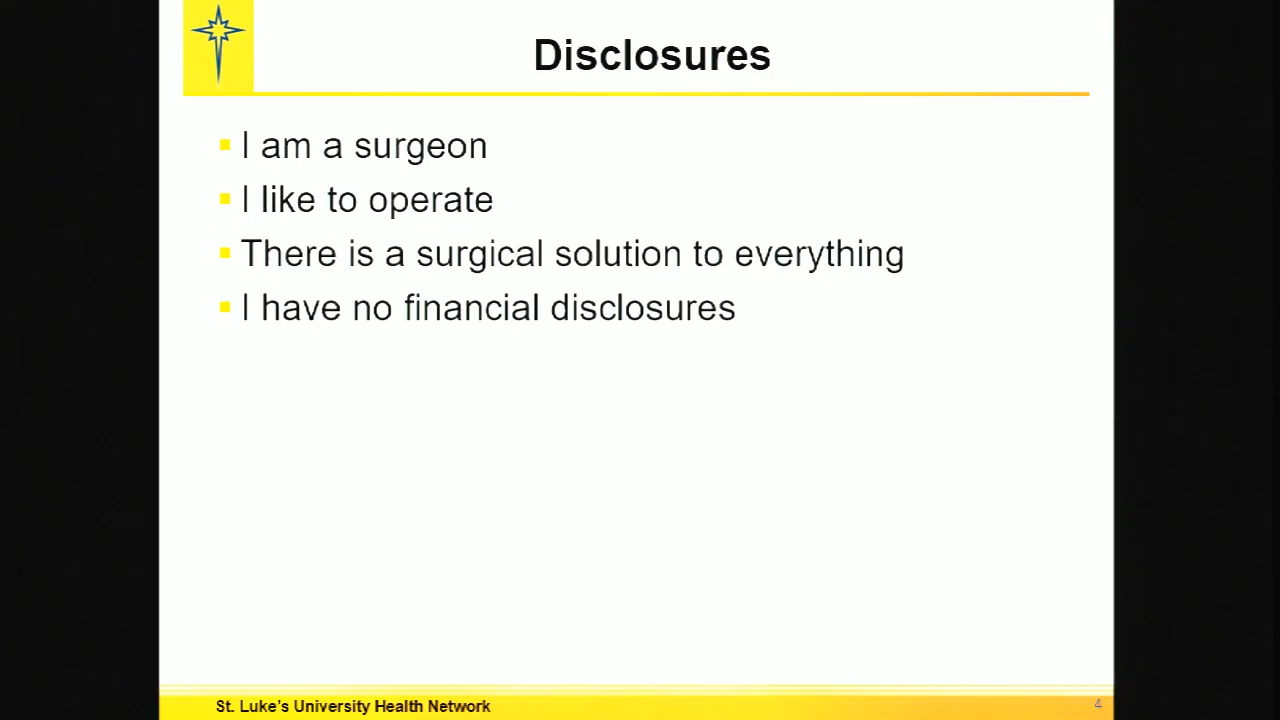 Disclosures
I am a surgeon
I like to operate
There is a surgical solution to everything
I have no financial disclosures
St. Luke's University Health Network
4